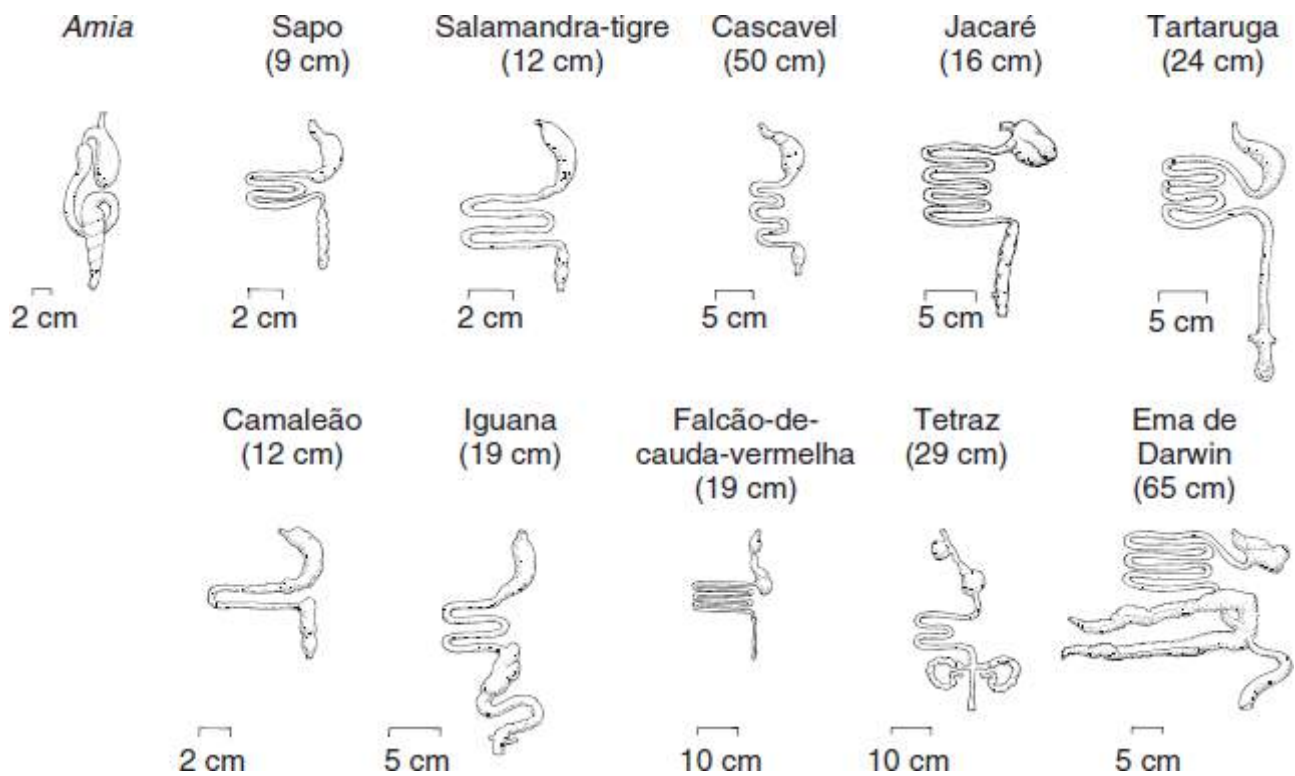 Amia
Sapo
(9 cm)
Salamandra-tigre
(12 cm)
Cascavel
(50 cm)
Jacaré
(16 cm)
Tartaruga
(24 cm)
2 cm
2 cm
2 cm
5 cm
5 cm
5 cm
Camaleão
(12 cm)
Iguana
(19 cm)
Falcão-de-
cauda-vermelha
(19 cm)
Tetraz
(29 cm)
Ema de
Darwin
(65 cm)
2 cm
5 cm
10 cm
10 cm
5 cm